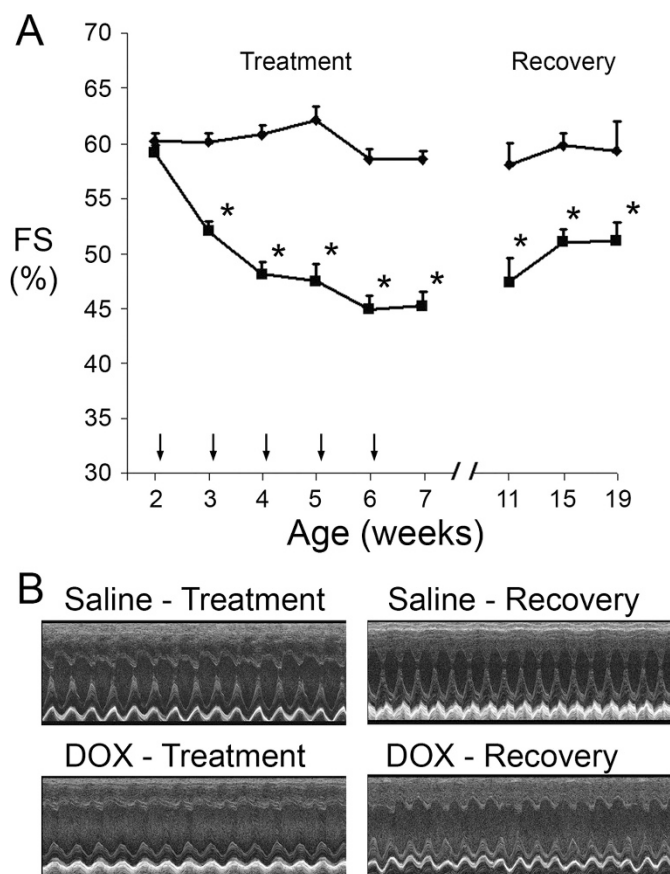 A
70
65
60
55
50
45
40
35
30
FS
(%)
Treatment
Recovery
*
*
*
*
*
*
*
*
2 3 4 5 6 7 11 15 19
Age (weeks)
B
Saline - Treatment
Saline - Recovery
DOX - Treatment
DOX - Recovery